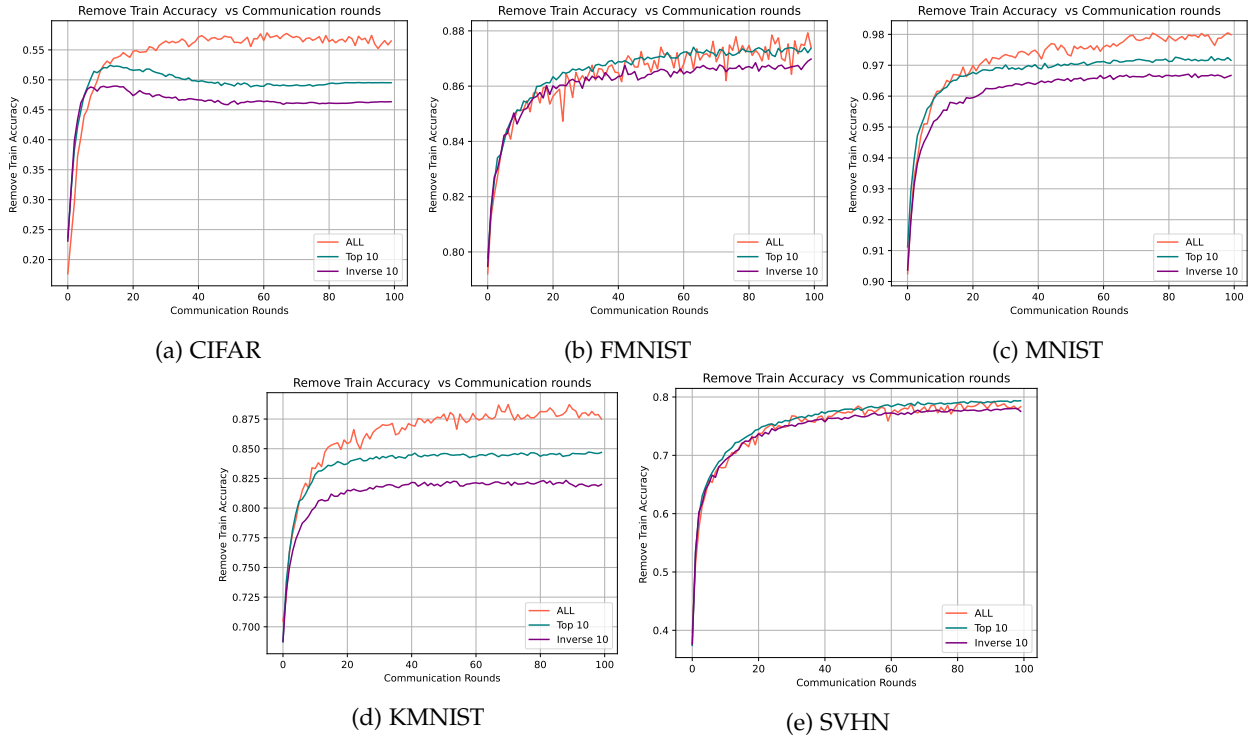 Remove Train Accuracy vs Communication rounds
Remove Train Accuracy
0.55
0.50
0.45
0.40
0.35
0.30
0.25
0.20
ALL
Top 10
Inverse 10
0 20 40 60 80 100
Communication Rounds
(a) CIFAR
Remove Train Accuracy vs Communication rounds
Remove Train Accuracy
0.88
0.86
0.84
0.82
0.80
ALL
Top 10
Inverse 10
0 20 40 60 80 100
Communication Rounds
(b) FMNIST
Remove Train Accuracy vs Communication rounds
Remove Train Accuracy
0.98
0.97
0.96
0.95
0.94
0.93
0.92
0.91
0.90
ALL
Top 10
Inverse 10
0 20 40 60 80 100
Communication Rounds
(c) MNIST
Remove Train Accuracy vs Communication rounds
Remove Train Accuracy
0.875
0.850
0.825
0.800
0.775
0.750
0.725
0.700
ALL
Top 10
Inverse 10
0 20 40 60 80 100
Communication Rounds
(d) KMNIST
Remove Train Accuracy vs Communication rounds
Remove Train Accuracy
0.8
0.7
0.6
0.5
0.4
ALL
Top 10
Inverse 10
0 20 40 60 80 100
Communication Rounds
(e) SVHN